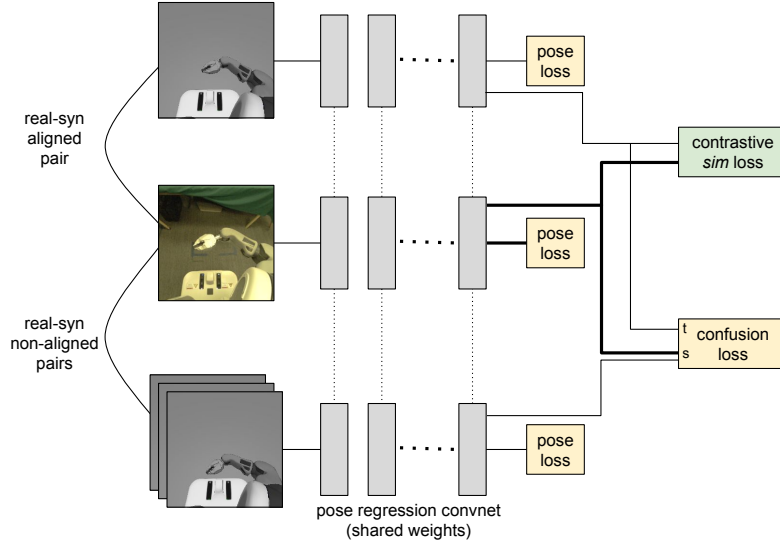 pose
loss
real-syn
aligned
pair
contrastive
sim loss
pose
loss
real-syn
non-aligned
pairs
t
s
confusion
loss
pose
loss
pose regression convnet
(shared weights)